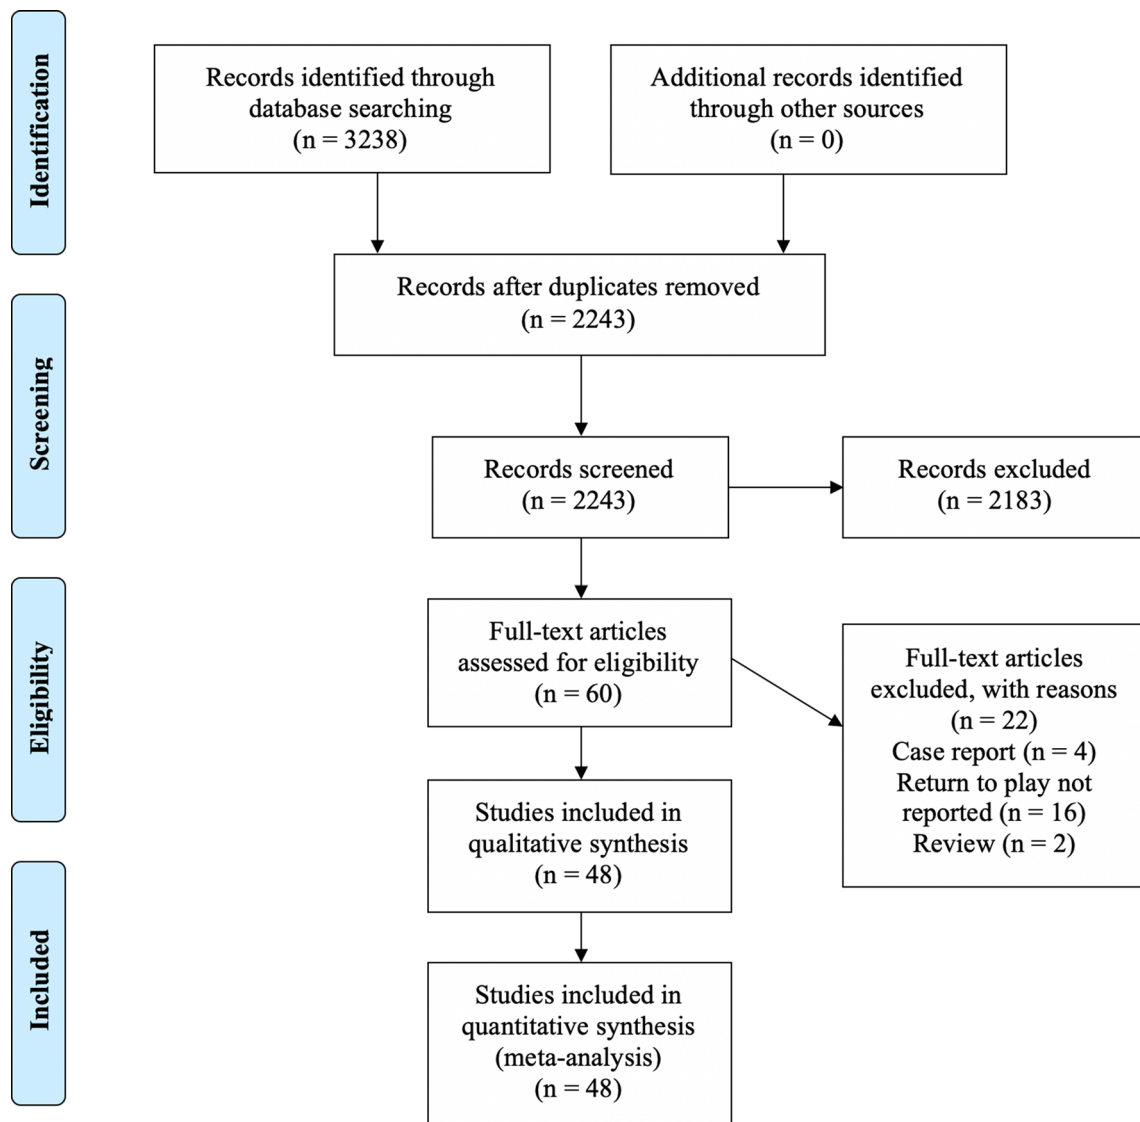 Identification
Records identified through
database searching
(n = 3238)
Additional records identified
through other sources
(n = 0)
Records after duplicates removed
(n = 2243)
Screening
Records screened
(n = 2243)
Records excluded
(n = 2183)
Eligibility
Full-text articles
assessed for eligibility
(n = 60)
Full-text articles
excluded, with reasons
(n = 22)
Case report (n = 4)
Return to play not
reported (n = 16)
Review (n = 2)
Studies included in
qualitative synthesis
(n = 48)
Included
Studies included in
quantitative synthesis
(meta-analysis)
(n = 48)